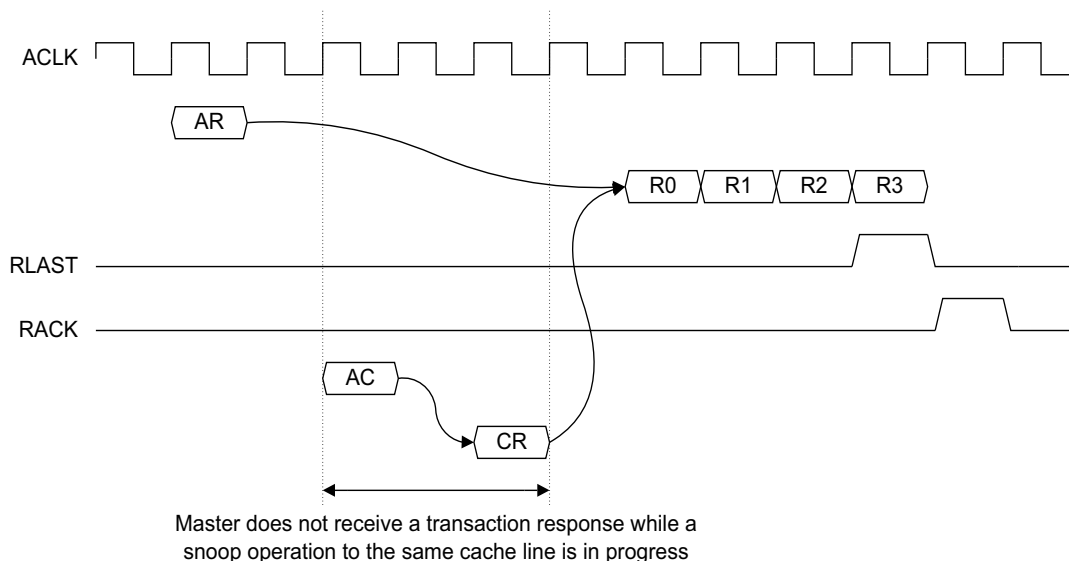 ACLK
AR
R0 R1 R2 R3
RLAST
RACK
AC
CR
Master does not receive a transaction response while a
snoop operation to the same cache line is in progress